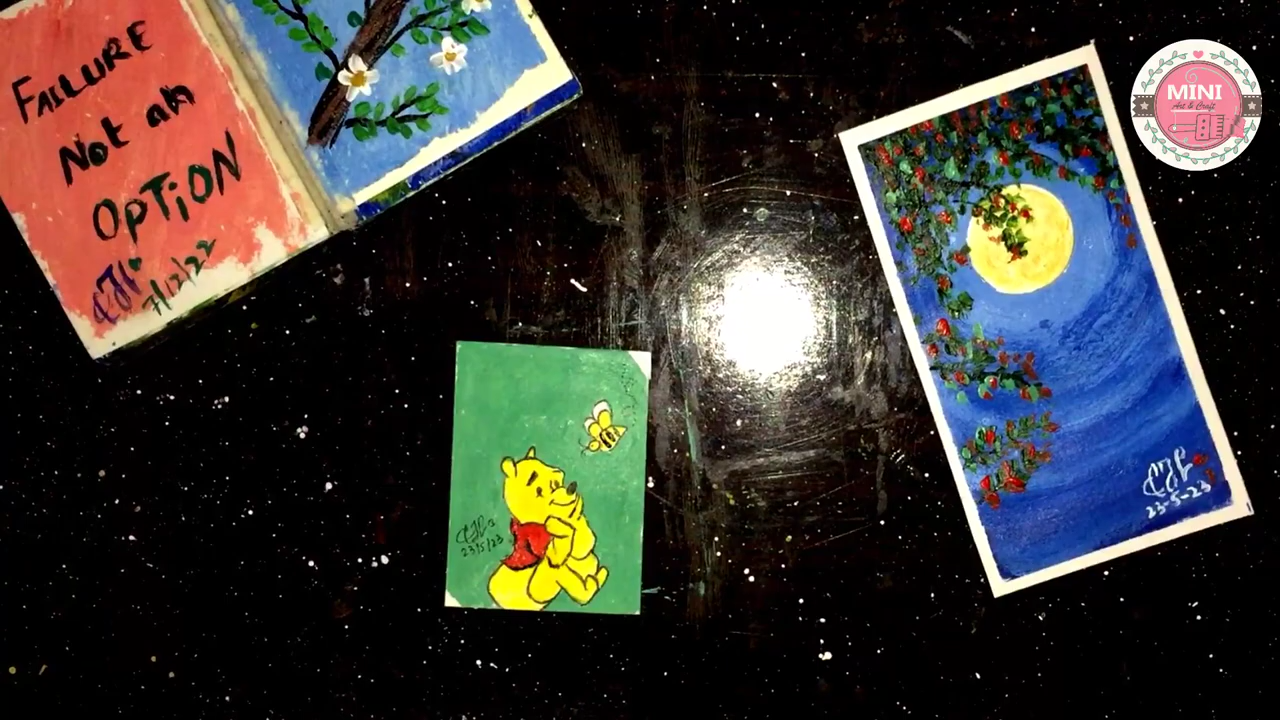 FAILURE
Not an
OPTiON
7/12/22
23/5/23
23-5-23
MINI
Art & Craft